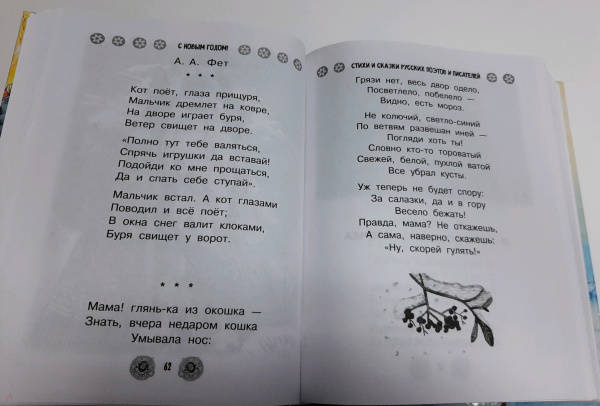 С НОВЫМ ГОДОМ!
А. А. Фет
* * *
Кот поёт, глаза прищуря,
Мальчик дремлет на ковре,
На дворе играет буря,
Ветер свищет на дворе.
«Полно тут тебе валяться,
Спрячь игрушки да вставай!
Подойди ко мне прощаться,
Да и спать себе ступай».
Мальчик встал. А кот глазами
Поводил и всё поёт;
В окна снег валит клоками,
Буря свищет у ворот.
* * *
Мама! глянь-ка из окошка —
Знать, вчера недаром кошка
Умывала нос:
62
СТИХИ И СКАЗКИ РУССКИХ ПОЭТОВ И ПИСАТЕЛЕЙ
Грязи нет, весь двор одело,
Посветлело, побелело —
Видно, есть мороз.
Не колючий, светло-синий
По ветвям развешан иней —
Погляди хоть ты!
Словно кто-то тороватый
Свежей, белой, пухлой ватой
Все убрал кусты.
Уж теперь не будет спору:
За салазки, да и в гору
Весело бежать!
Правда, мама? Не откажешь,
А сама, наверно, скажешь:
«Ну, скорей гулять!»